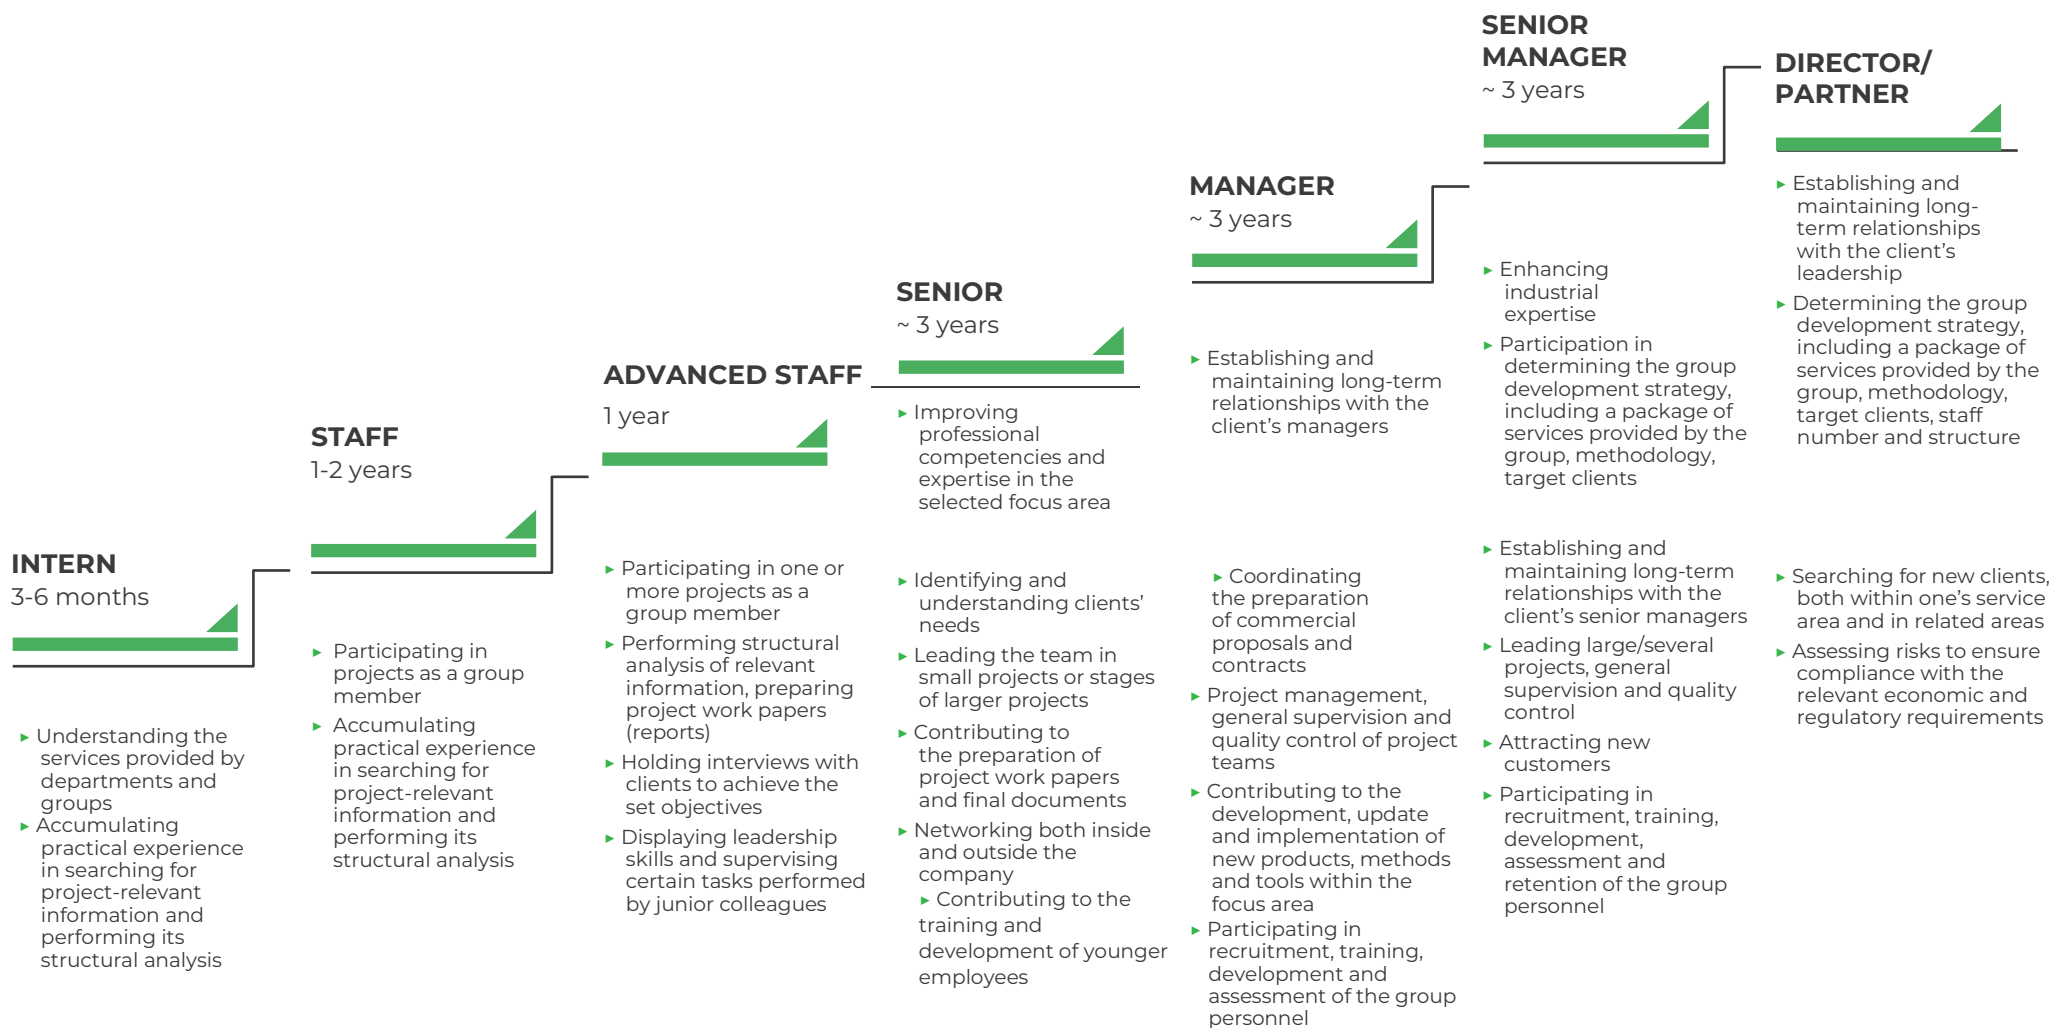 INTERN
3-6 months
▸ Understanding the
services provided by
departments and
groups
▸ Accumulating
practical experience
in searching for
project-relevant
information and
performing its
structural analysis
STAFF
1-2 years
▸ Participating in
projects as a group
member
▸ Accumulating
practical experience
in searching for
project-relevant
information and
performing its
structural analysis
ADVANCED STAFF
1 year
▸ Participating in one or
more projects as a
group member
▸ Performing structural
analysis of relevant
information, preparing
project work papers
(reports)
▸ Holding interviews with
clients to achieve the
set objectives
▸ Displaying leadership
skills and supervising
certain tasks performed
by junior colleagues
SENIOR
~ 3 years
▸ Improving
professional
competencies and
expertise in the
selected focus area
▸ Identifying and
understanding clients’
needs
▸ Leading the team in
small projects or stages
of larger projects
▸ Contributing to
the preparation of
project work papers
and final documents
▸ Networking both inside
and outside the
company
▸ Contributing to the
training and
development of younger
employees
MANAGER
~ 3 years
▸ Establishing and
maintaining long-term
relationships with the
client’s managers
▸ Coordinating
the preparation
of commercial
proposals and
contracts
▸ Project management,
general supervision and
quality control of project
teams
▸ Contributing to the
development, update
and implementation of
new products, methods
and tools within the
focus area
▸ Participating in
recruitment, training,
development and
assessment of the group
personnel
SENIOR
MANAGER
~ 3 years
▸ Enhancing
industrial
expertise
▸ Participation in
determining the group
development strategy,
including a package of
services provided by the
group, methodology,
target clients
▸ Establishing and
maintaining long-term
relationships with the
client’s senior managers
▸ Leading large/several
projects, general
supervision and quality
control
▸ Attracting new
customers
▸ Participating in
recruitment, training,
development,
assessment and
retention of the group
personnel
DIRECTOR/
PARTNER
▸ Establishing and
maintaining long-
term relationships
with the client’s
leadership
▸ Determining the group
development strategy,
including a package of
services provided by the
group, methodology,
target clients, staff
number and structure
▸ Searching for new clients,
both within one’s service
area and in related areas
▸ Assessing risks to ensure
compliance with the
relevant economic and
regulatory requirements